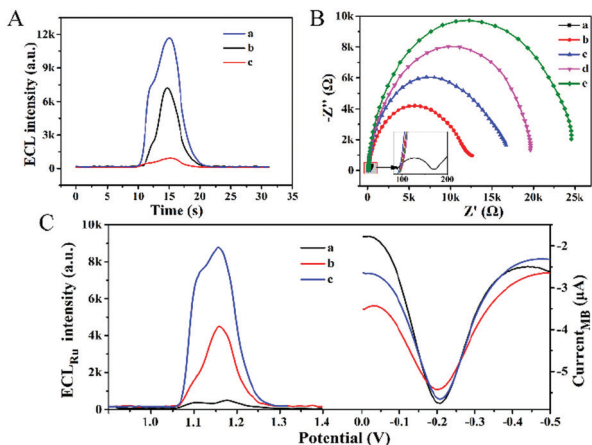 A
ECL intensity (a.u.)
12k
9k
6k
3k
0
0 5 10 15 20 25 30 35
Time (s)
a
b
c
B
-Z'' (Ω)
10k
8k
6k
4k
2k
0
0 5k 10k 15k 20k 25k
Z' (Ω)
a
b
c
d
e
100 200
C
ECL_Ru intensity (a.u.)
10k
8k
6k
4k
2k
0
1.0 1.1 1.2 1.3 1.4 0.0 -0.1 -0.2 -0.3 -0.4 -0.5
Potential (V)
a
b
c
-2
-3
-4
-5
Current_MB (μA)